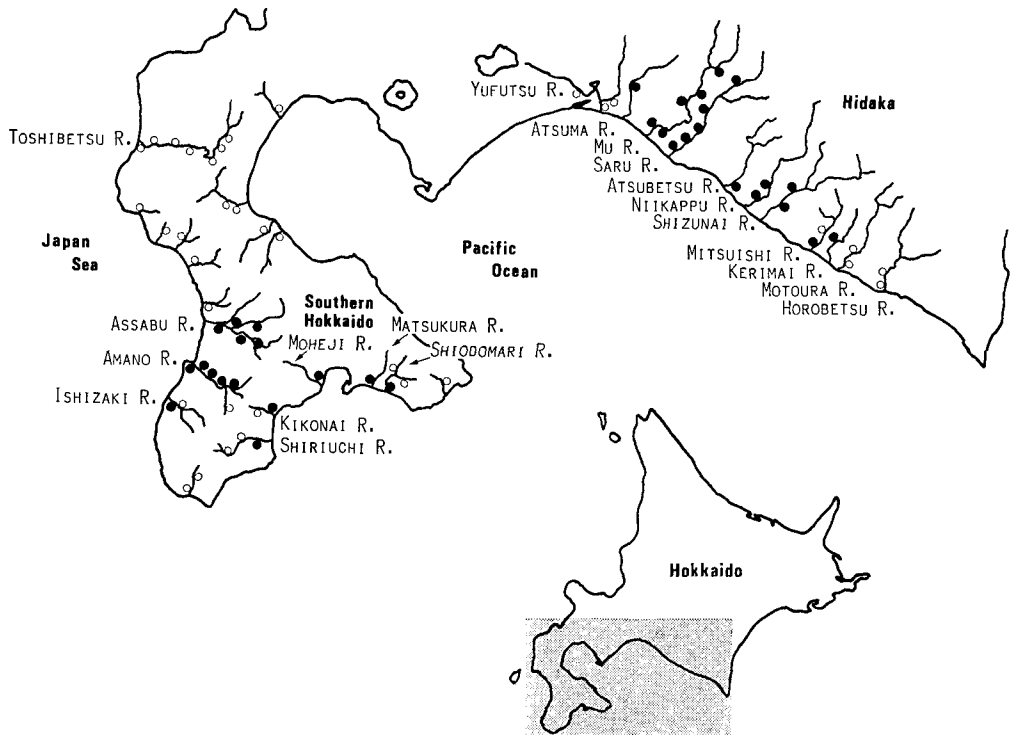 Yufutsu R.
Hidaka
Toshibetsu R.
Atsuma R.
Mu R.
Saru R.
Atsubetsu R.
Niikappu R.
Shizunai R.
Japan
Sea
Pacific
Ocean
Mitsuishi R.
Kerimai R.
Motoura R.
Horobetsu R.
Southern
Hokkaido
Assabu R.
Matsukura R.
Moheji R.
Shiodomari R.
Amano R.
Ishizaki R.
Kikonai R.
Shiriuchi R.
Hokkaido